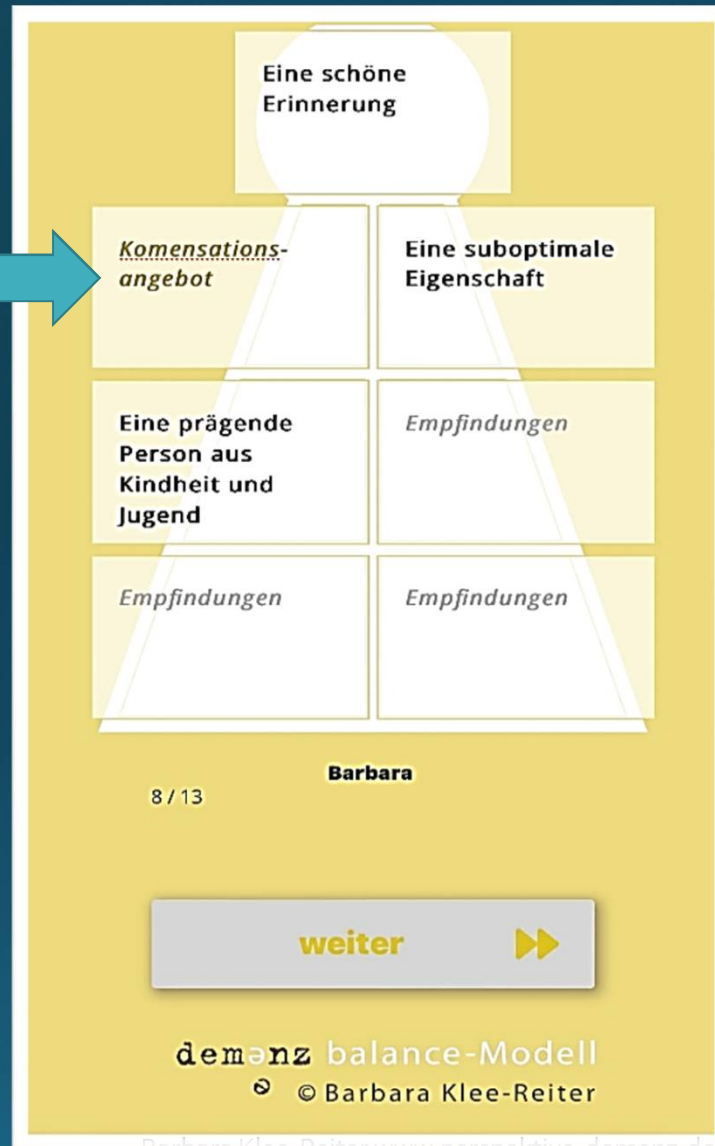 Eine schöne
Erinnerung
Komensations-
angebot
Eine suboptimale
Eigenschaft
Eine prägende
Person aus
Kindheit und
Jugend
Empfindungen
Empfindungen
Empfindungen
Barbara
8 / 13
weiter
demənz balance-Modell
© Barbara Klee-Reiter